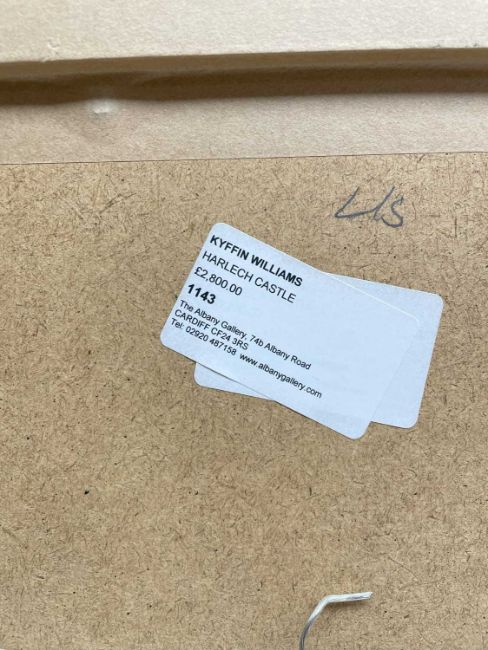 KYFFIN WILLIAMS
HARLECH CASTLE
£2,800.00
1143
The Albany Gallery, 74b Albany Road
CARDIFF CF24 3RS
Tel: 02920 487158 www.albanygallery.com